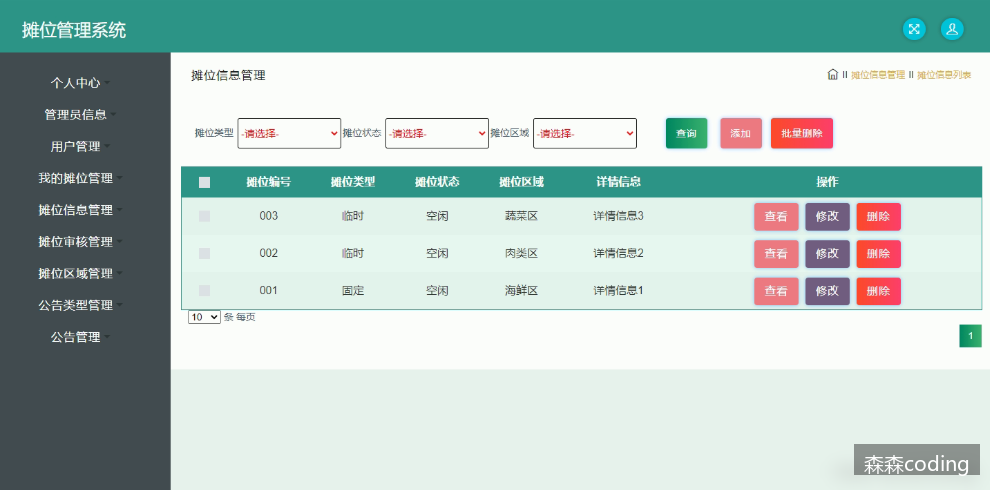 摊位管理系统
个人中心
管理员信息
用户管理
我的摊位管理
摊位信息管理
摊位审核管理
摊位区域管理
公告类型管理
公告管理
摊位信息管理
摊位信息管理 摊位信息列表
摊位类型 -请选择- 摊位状态 -请选择- 摊位区域 -请选择- 查询 添加 批量删除
摊位编号 摊位类型 摊位状态 摊位区域 详情信息 操作
003 临时 空闲 蔬菜区 详情信息3 查看 修改 删除
002 临时 空闲 肉类区 详情信息2 查看 修改 删除
001 固定 空闲 海鲜区 详情信息1 查看 修改 删除
10 条 每页
1
森森coding